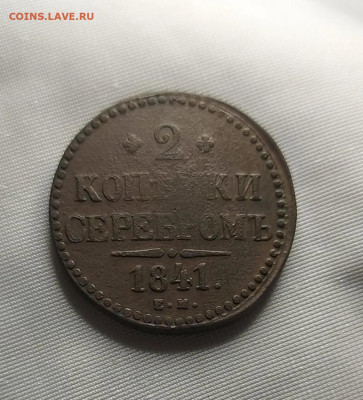 COINS.LAVE.RU
2
КОПѢЙКИ
СЕРЕБРОМЪ
1841.
Е.М.